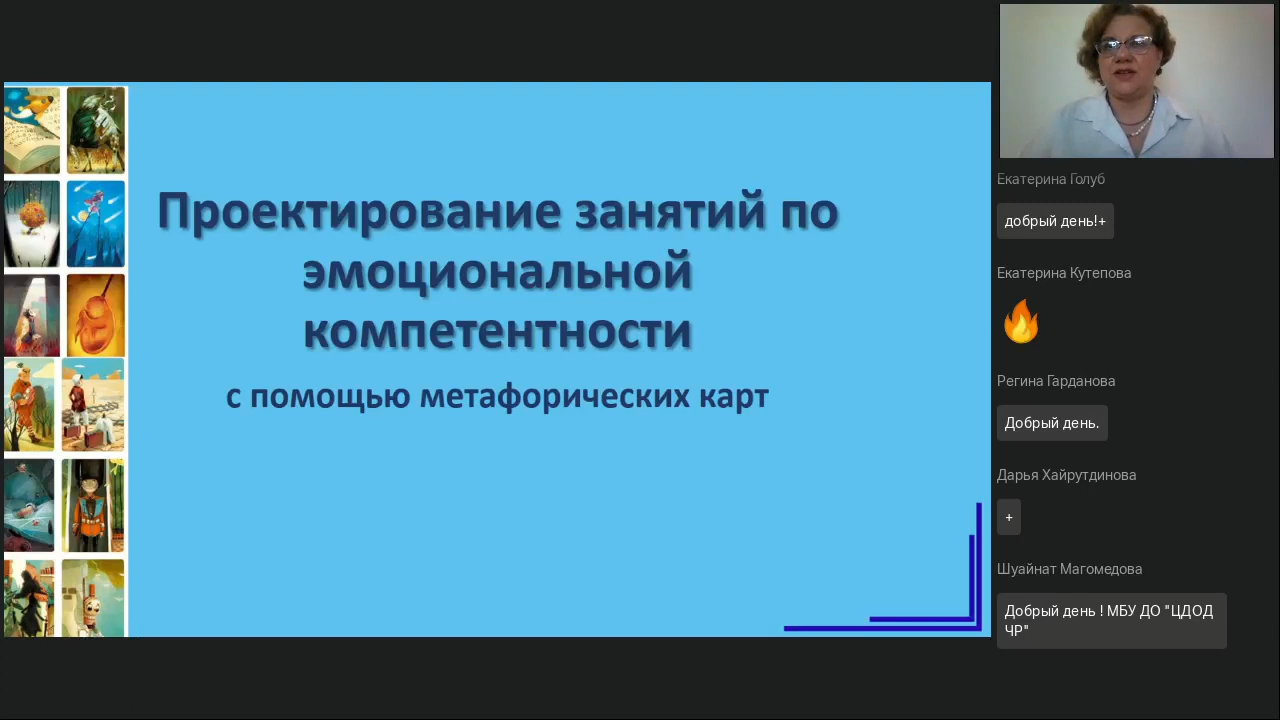 Проектирование занятий по
эмоциональной
компетентности
с помощью метафорических карт
Екатерина Голуб
добрый день!+
Екатерина Кутепова
Регина Гарданова
Добрый день.
Дарья Хайрутдинова
+
Шуайнат Магомедова
Добрый день ! МБУ ДО "ЦДОД
ЧР"